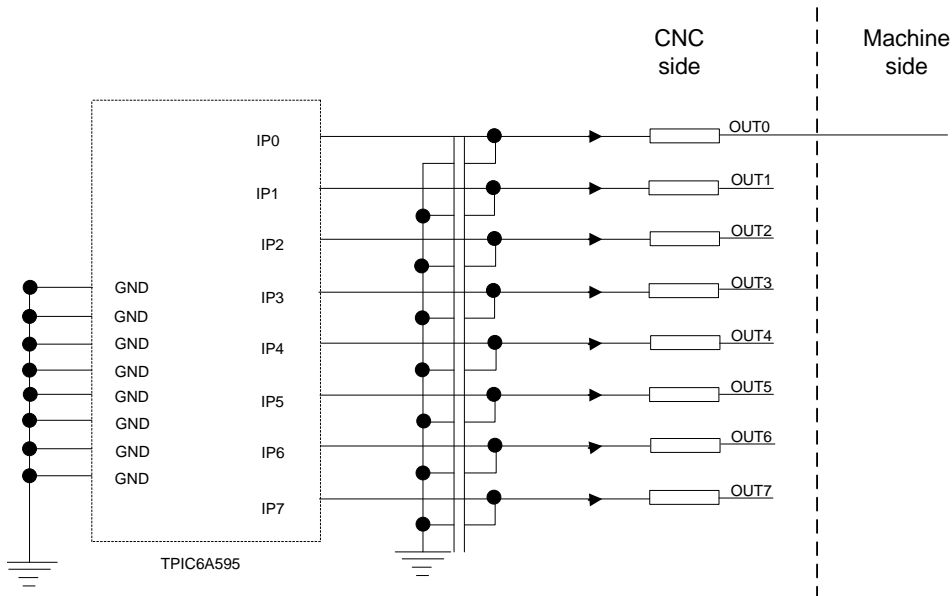 CNC
side
Machine
side
IP0
OUT0
IP1
OUT1
IP2
OUT2
GND
IP3
OUT3
GND
GND
IP4
OUT4
GND
GND
IP5
OUT5
GND
GND
IP6
OUT6
GND
IP7
OUT7
TPIC6A595